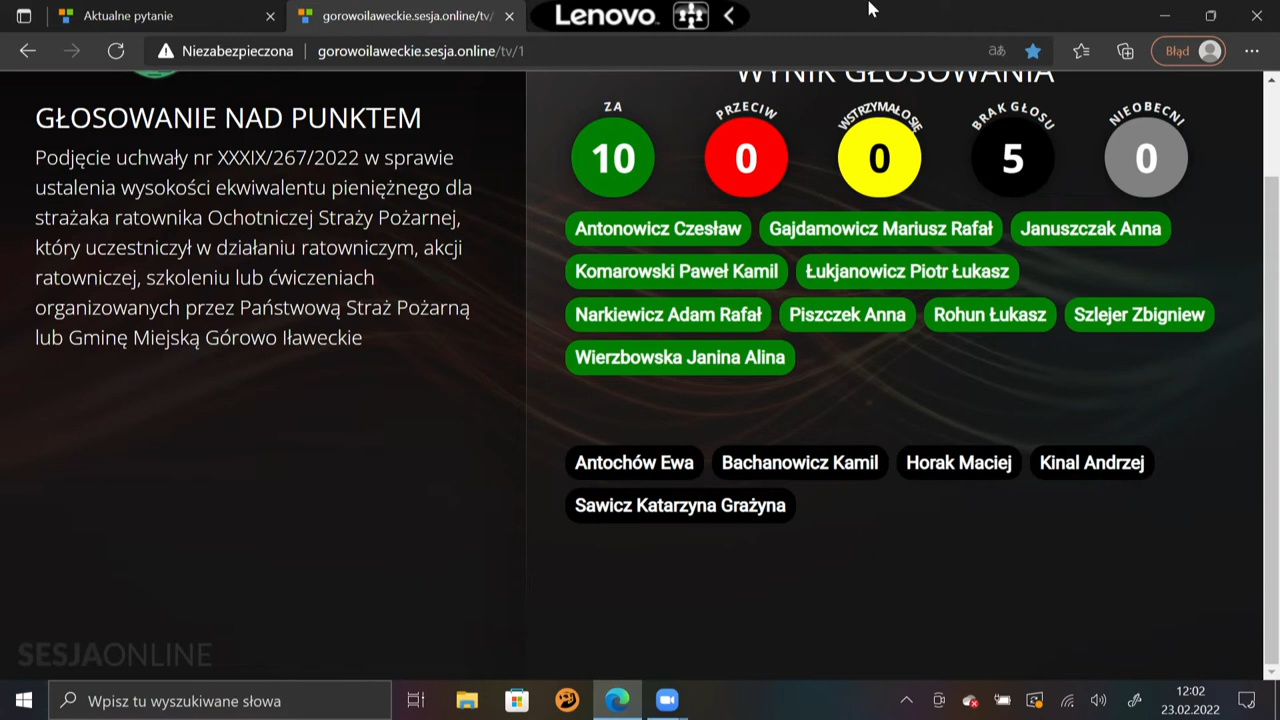 Aktualne pytanie
gorowoilaweckie.sesja.online/tv/
Lenovo
Niezabezpieczona
gorowoilaweckie.sesja.online/tv/1
Błąd
GŁOSOWANIE NAD PUNKTEM
Podjęcie uchwały nr XXXIX/267/2022 w sprawie
ustalenia wysokości ekwiwalentu pieniężnego dla
strażaka ratownika Ochotniczej Straży Pożarnej,
który uczestniczył w działaniu ratowniczym, akcji
ratowniczej, szkoleniu lub ćwiczeniach
organizowanych przez Państwową Straż Pożarną
lub Gminę Miejską Górowo Iławeckie
WYNIK GŁOSOWANIA
ZA PRZECIW WSTRZYMAŁO SIĘ BRAK GŁOSU NIEOBECNI
10 0 0 5 0
Antonowicz Czesław Gajdamowicz Mariusz Rafał Januszczak Anna
Komarowski Paweł Kamil Łukjanowicz Piotr Łukasz
Narkiewicz Adam Rafał Piszczek Anna Rohun Łukasz Szlejer Zbigniew
Wierzbowska Janina Alina
Antochów Ewa Bachanowicz Kamil Horak Maciej Kinal Andrzej
Sawicz Katarzyna Grażyna
SESJAONLINE
Wpisz tu wyszukiwane słowa
12:02
23.02.2022